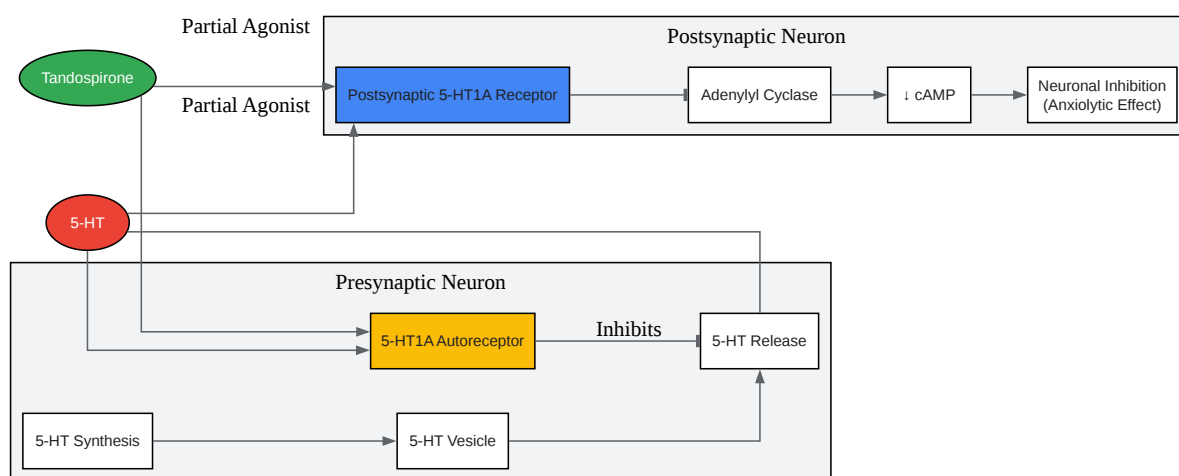 Partial Agonist
Postsynaptic Neuron
Tandospirone
Partial Agonist
Postsynaptic 5-HT1A Receptor
Adenylyl Cyclase
↓ cAMP
Neuronal Inhibition
(Anxiolytic Effect)
5-HT
Presynaptic Neuron
5-HT1A Autoreceptor
Inhibits
5-HT Release
5-HT Synthesis
5-HT Vesicle